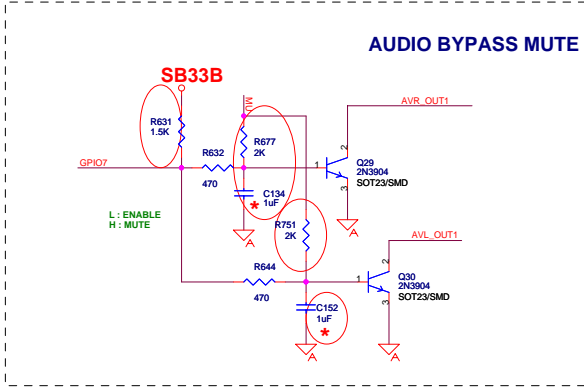 AUDIO BYPASS MUTE
SB33B
AVR_OUT1
R631
1.5K
R677
2K
2
GPIO7
R632
470
1
Q29
2N3904
SOT23/SMD
3
C134
1uF
*
A
L : ENABLE
H : MUTE
R751
2K
A
AVL_OUT1
2
R644
470
1
Q30
2N3904
SOT23/SMD
3
C152
1uF
*
A
A